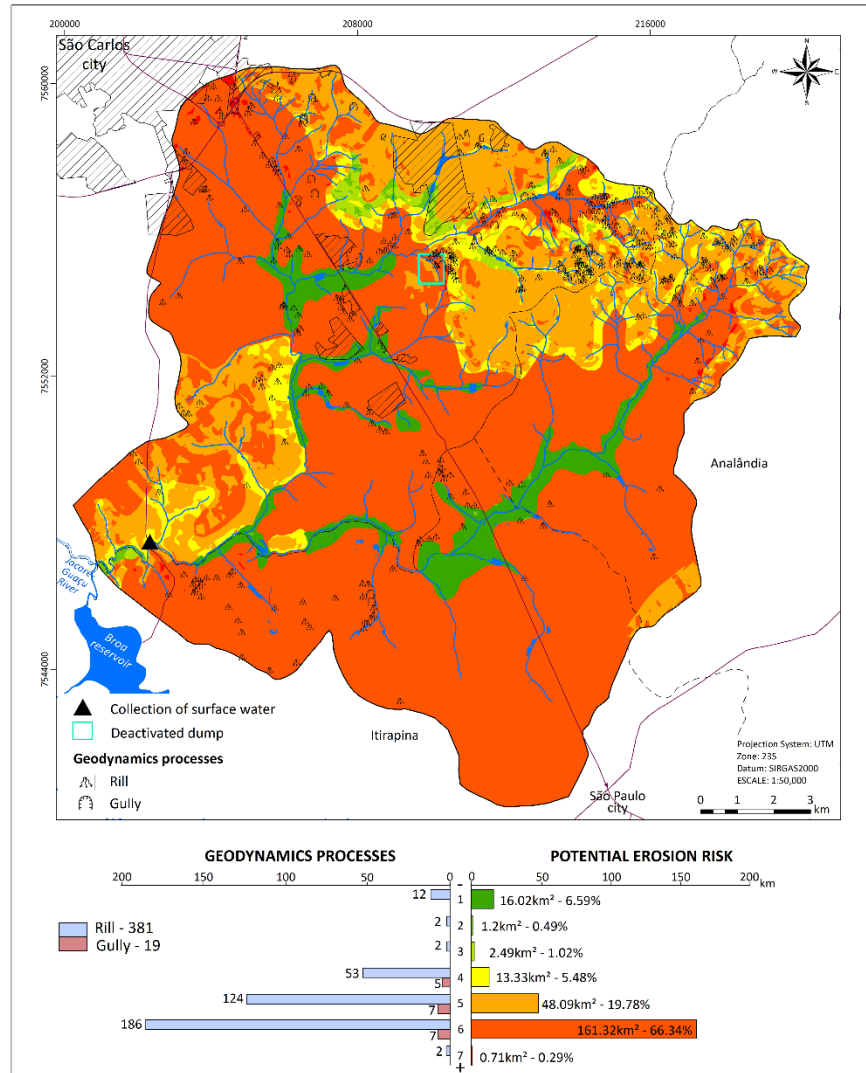 200000
208000
216000
São Carlos
city
7560000
N
W
E
S
7552000
Analândia
Jacaré
Guaçu
River
Broa
reservoir
7544000
Collection of surface water
Deactivated dump
Geodynamics processes
Rill
Gully
Itirapina
São Paulo
city
Projection System: UTM
Zone: 23S
Datum: SIRGAS2000
ESCALE: 1:50,000
0 1 2 3
km
GEODYNAMICS PROCESSES
POTENTIAL EROSION RISK
200 150 100 50 0
0 50 100 150 200
km
Rill - 381
Gully - 19
-
12 1 16.02km² - 6.59%
2 2 1.2km² - 0.49%
2 3 2.49km² - 1.02%
53 4 13.33km² - 5.48%
5
124 5 48.09km² - 19.78%
7
186 6 161.32km² - 66.34%
7
2 7 0.71km² - 0.29%
+